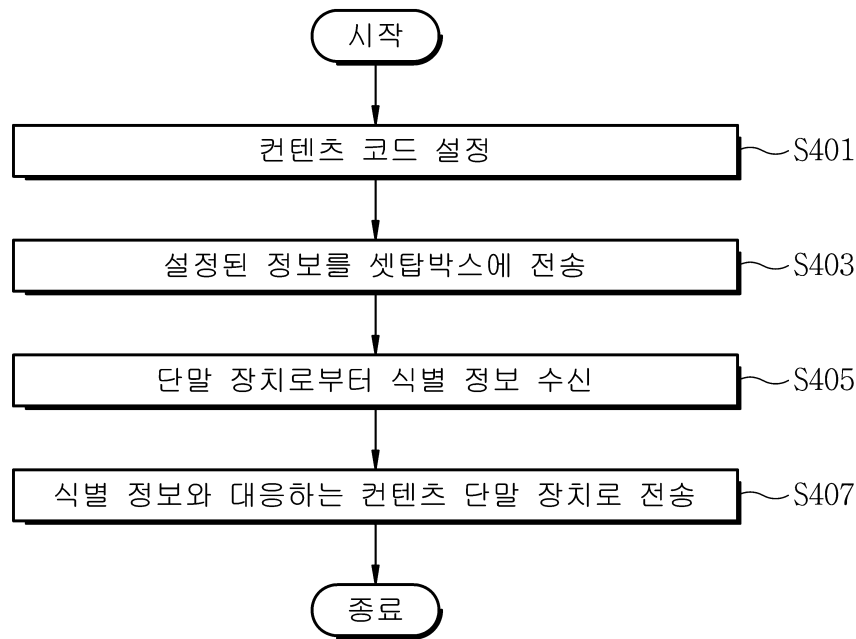 시작
컨텐츠 코드 설정
S401
설정된 정보를 셋탑박스에 전송
S403
단말 장치로부터 식별 정보 수신
S405
식별 정보와 대응하는 컨텐츠 단말 장치로 전송
S407
종료